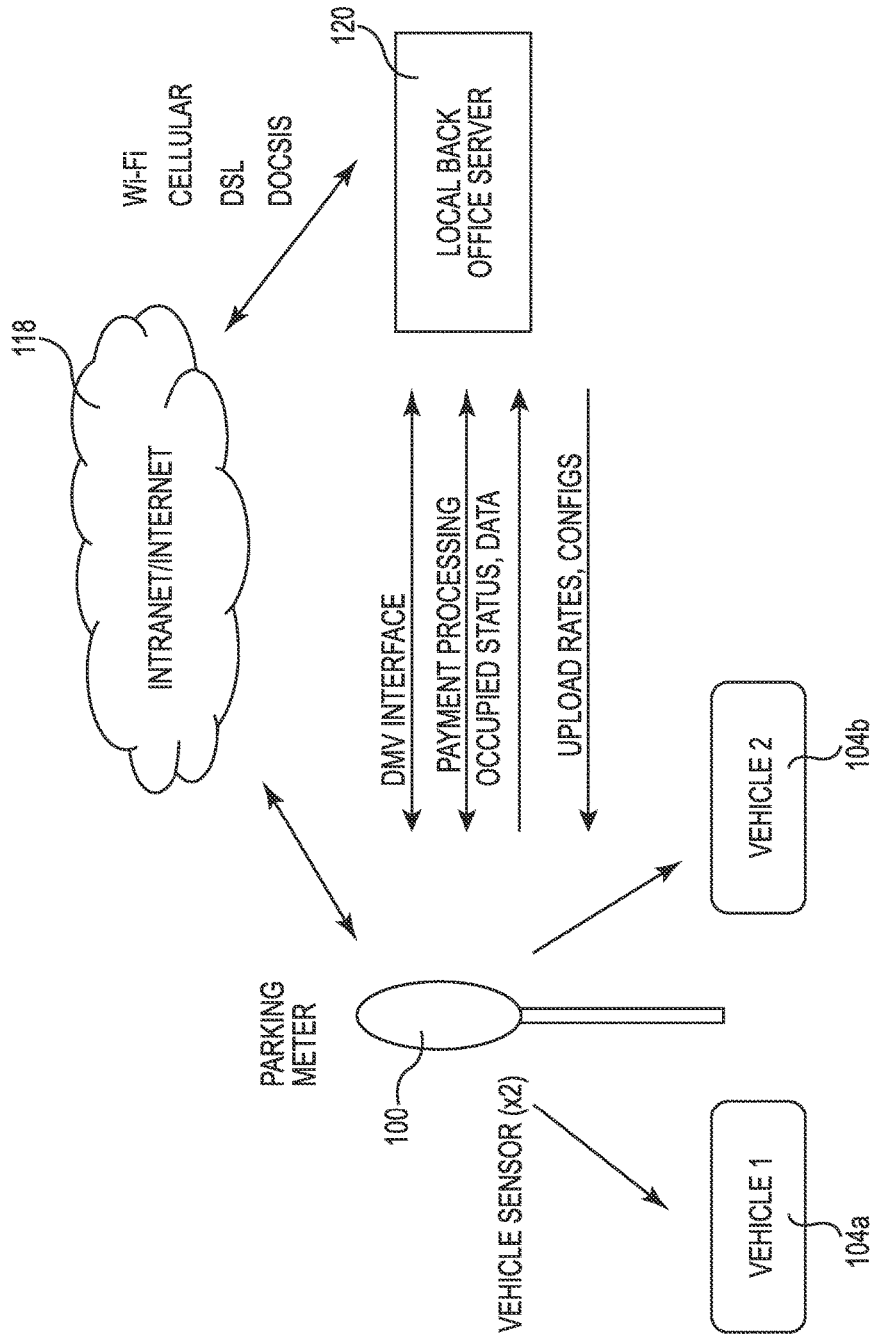 Wi-Fi
CELLULAR
DSL
DOCSIS
118
INTRANET/INTERNET
120
LOCAL BACK
OFFICE SERVER
PARKING
METER
100
DMV INTERFACE
PAYMENT PROCESSING
OCCUPIED STATUS, DATA
UPLOAD RATES, CONFIGS
VEHICLE SENSOR (x2)
VEHICLE 1
104a
VEHICLE 2
104b